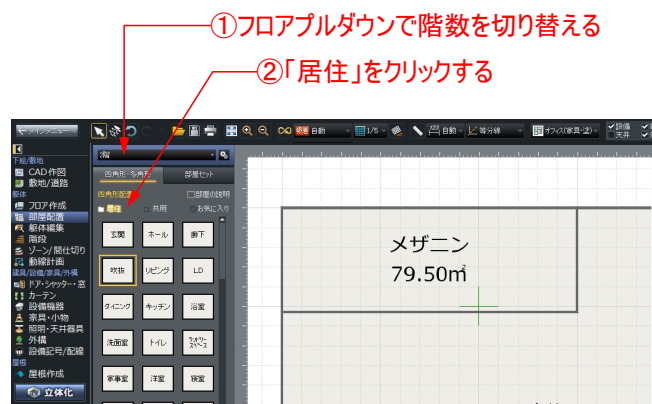 ①フロアプルダウンで階数を切り替える
②「居住」をクリックする
メインメニュー
自動
1/5
自動
等分線
オフィス(家具・塗)
設備
天井
下絵/敷地
CAD作図
敷地/道路
躯体
フロア作成
部屋配置
躯体編集
階段
ゾーン/間仕切り
動線計画
建具/設備/家具/外構
ドア・シャッター・窓
カーテン
設備機器
家具・小物
照明・天井器具
外構
設備記号/配線
屋根
屋根作成
立体化
2階
四角形・多角形
部屋セット
四角形配置
部屋の説明
居住
共用
お気に入り
玄関
ホール
廊下
吹抜
リビング
LD
ダイニング
キッチン
浴室
洗面室
トイレ
家事室
洋室
寝室
メザニン
79.50㎡